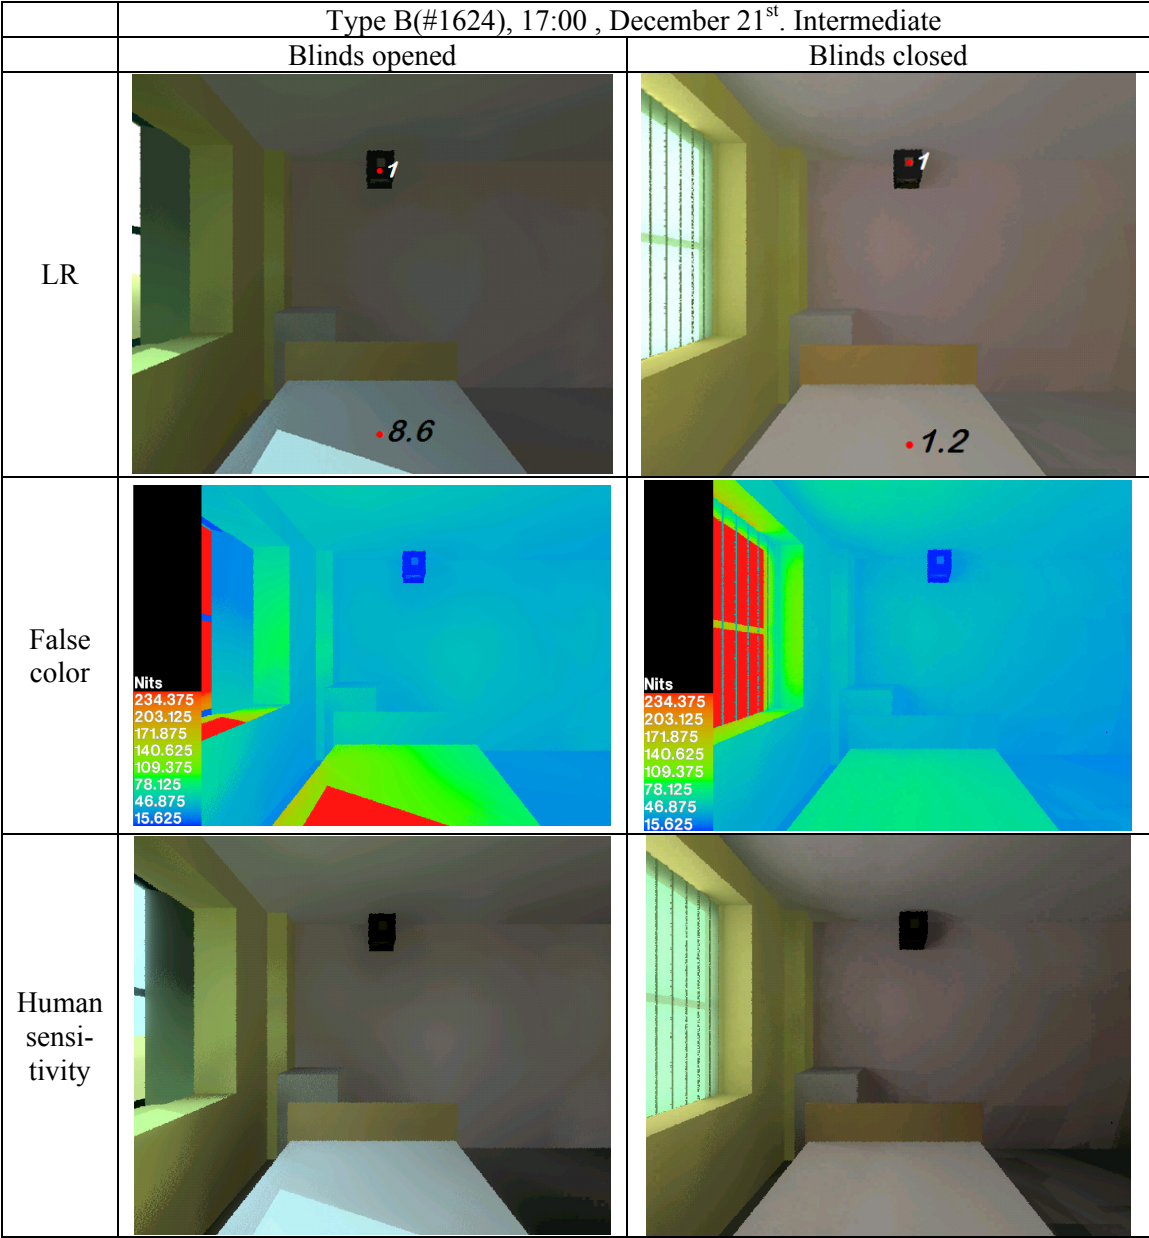 Type B(#1624), 17:00 , December 21st. Intermediate
Blinds opened
Blinds closed
LR
1
8.6
1
1.2
False
color
Nits
234.375
203.125
171.875
140.625
109.375
78.125
46.875
15.625
Nits
234.375
203.125
171.875
140.625
109.375
78.125
46.875
15.625
Human
sensi-
tivity